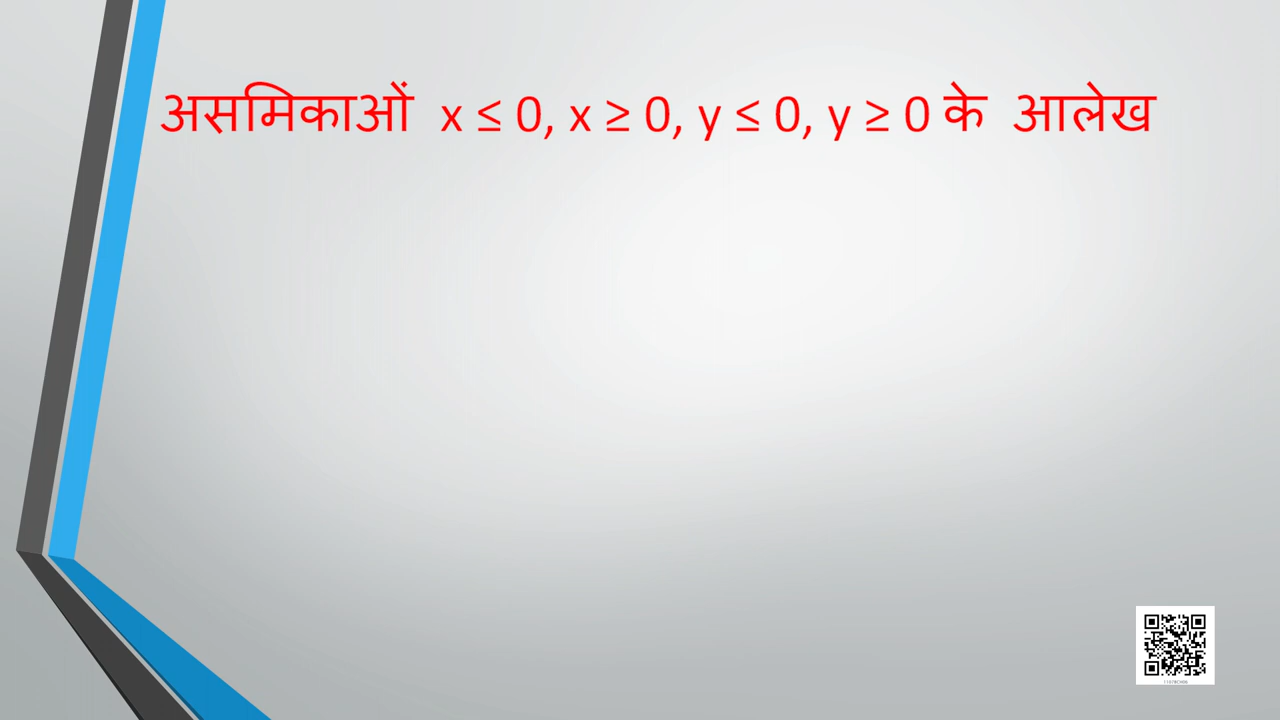 असमिकाओं x ≤ 0, x ≥ 0, y ≤ 0, y ≥ 0 के आलेख